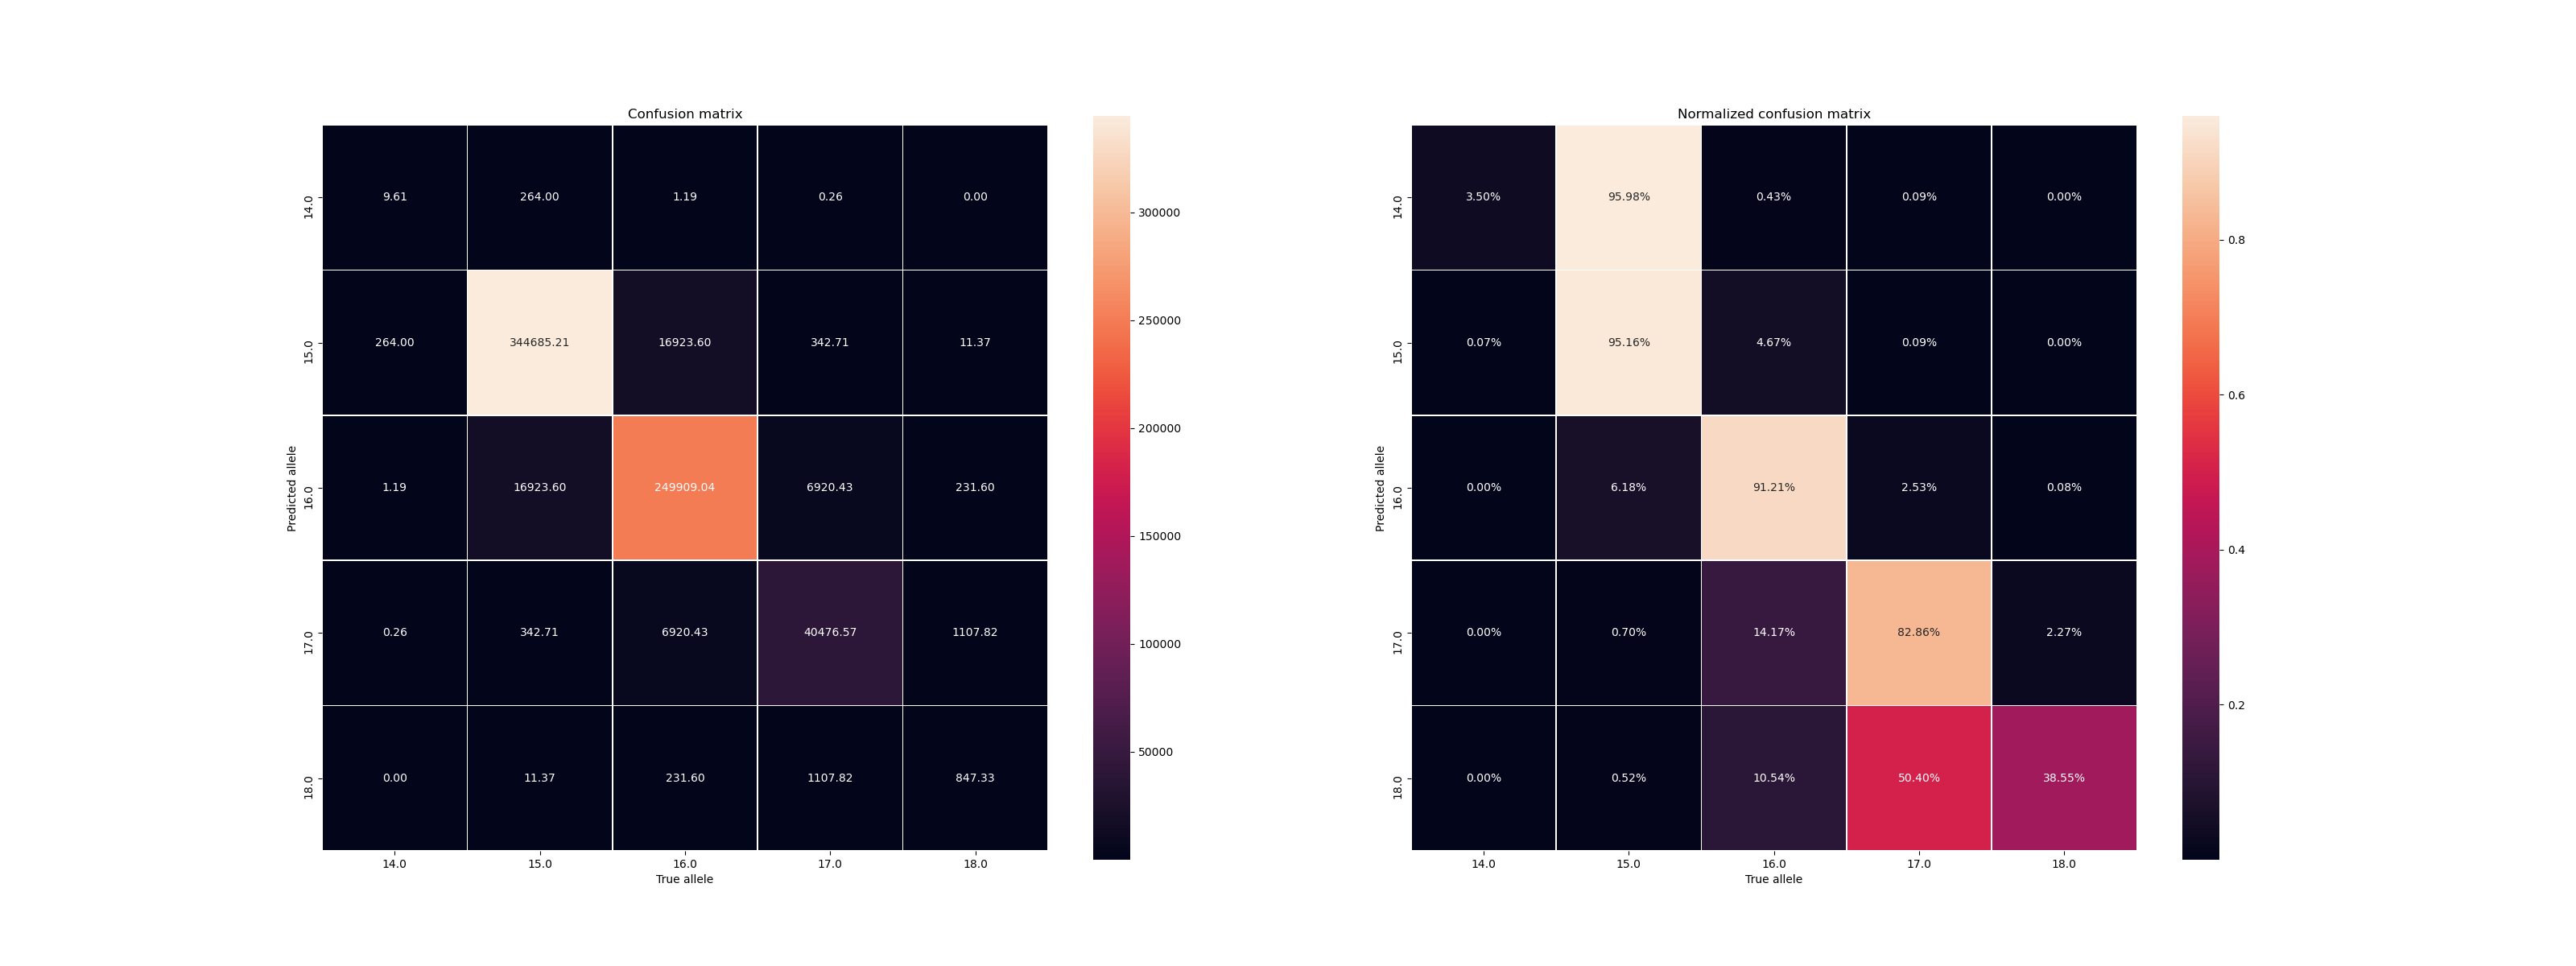 Confusion matrix
14.0 9.61 264.00 1.19 0.26 0.00
15.0 264.00 344685.21 16923.60 342.71 11.37
16.0 1.19 16923.60 249909.04 6920.43 231.60
17.0 0.26 342.71 6920.43 40476.57 1107.82
18.0 0.00 11.37 231.60 1107.82 847.33
14.0 15.0 16.0 17.0 18.0
Predicted allele
True allele
300000
250000
200000
150000
100000
50000
Normalized confusion matrix
14.0 3.50% 95.98% 0.43% 0.09% 0.00%
15.0 0.07% 95.16% 4.67% 0.09% 0.00%
16.0 0.00% 6.18% 91.21% 2.53% 0.08%
17.0 0.00% 0.70% 14.17% 82.86% 2.27%
18.0 0.00% 0.52% 10.54% 50.40% 38.55%
14.0 15.0 16.0 17.0 18.0
Predicted allele
True allele
0.8
0.6
0.4
0.2